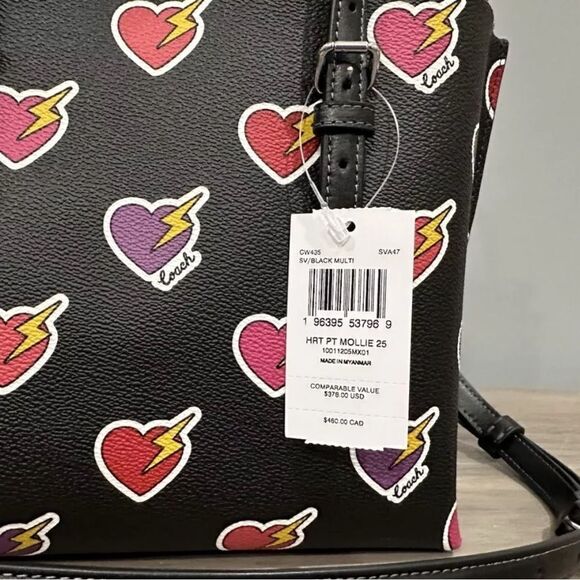 Coach
Coach
CW435 SVA47
SV/BLACK MULTI
1 96395 53796 9
HRT PT MOLLIE 25
10011205MX01
MADE IN MYANMAR
COMPARABLE VALUE
$378.00 USD
$460.00 CAD
Coach